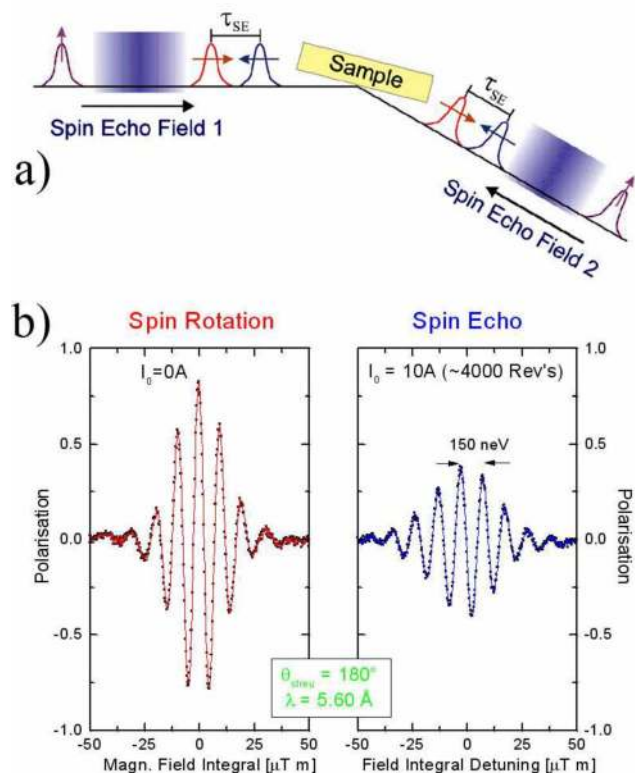 τSE
Sample
τSE
Spin Echo Field 1
Spin Echo Field 2
a)
b)
Spin Rotation
Spin Echo
1.0
I0=0A
I0 = 10A (~4000 Rev's)
1.0
0.5
150 neV
0.5
Polarisation
0.0
0.0
Polarisation
-0.5
-0.5
= 180°
λ = 5.60 Å
-1.0
-1.0
-50 -25 0 25 50
-50 -25 0 25 50
Magn. Field Integral [μT m]
Field Integral Detuning [μT m]